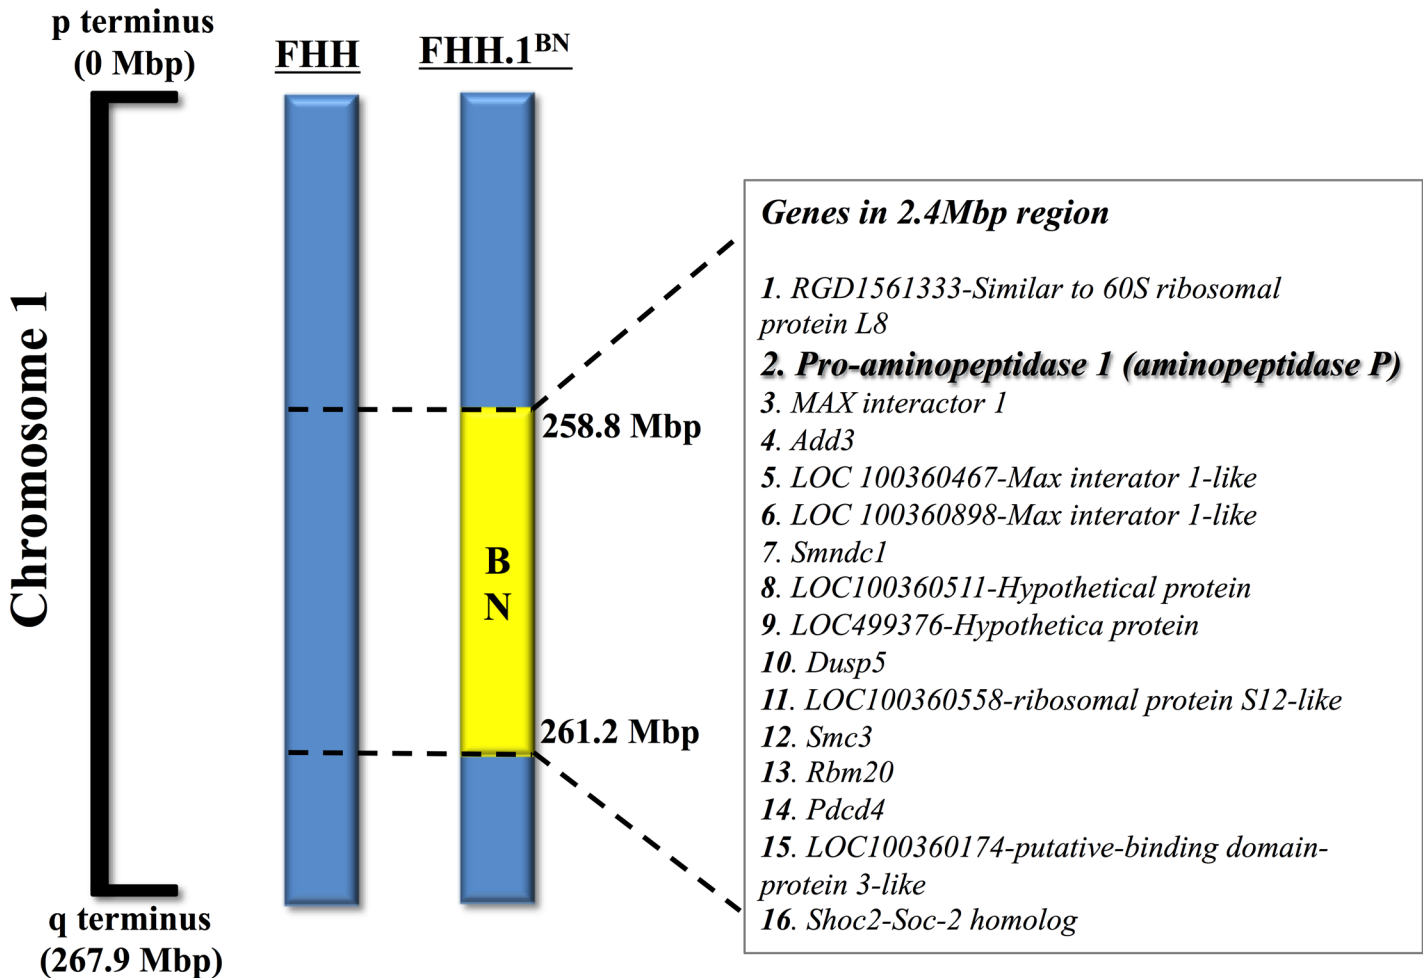 p terminus
(0 Mbp)
FHH
FHH.1BN
Chromosome 1
258.8 Mbp
B
N
261.2 Mbp
q terminus
(267.9 Mbp)
Genes in 2.4Mbp region
1. RGD1561333-Similar to 60S ribosomal
protein L8
2. Pro-aminopeptidase 1 (aminopeptidase P)
3. MAX interactor 1
4. Add3
5. LOC 100360467-Max interator 1-like
6. LOC 100360898-Max interator 1-like
7. Smndc1
8. LOC100360511-Hypothetical protein
9. LOC499376-Hypothetica protein
10. Dusp5
11. LOC100360558-ribosomal protein S12-like
12. Smc3
13. Rbm20
14. Pdcd4
15. LOC100360174-putative-binding domain-
protein 3-like
16. Shoc2-Soc-2 homolog